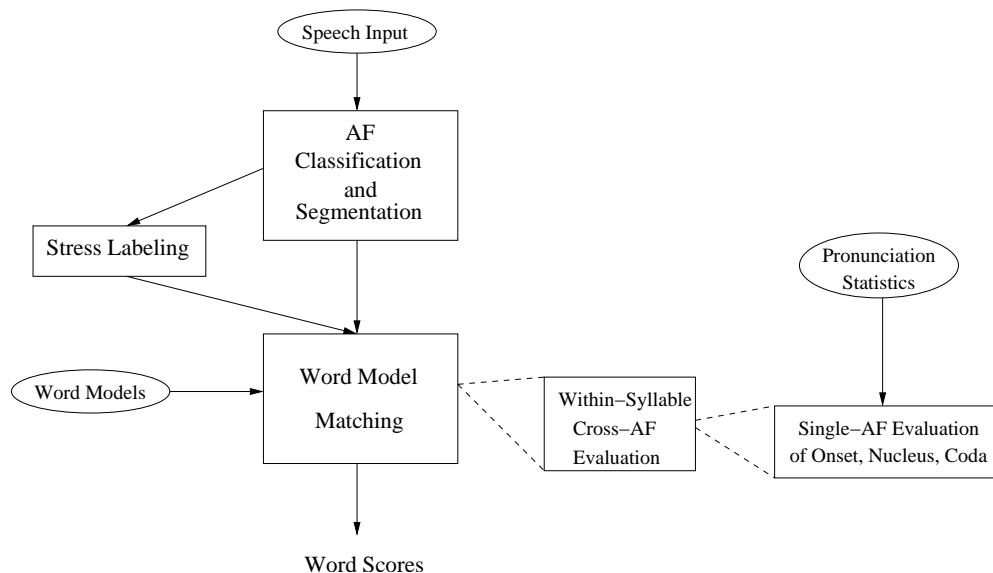 Speech Input
AF
Classification
and
Segmentation
Stress Labeling
Pronunciation
Statistics
Word Models
Word Model
Matching
Within−Syllable
Cross−AF
Evaluation
Single−AF Evaluation
of Onset, Nucleus, Coda
Word Scores